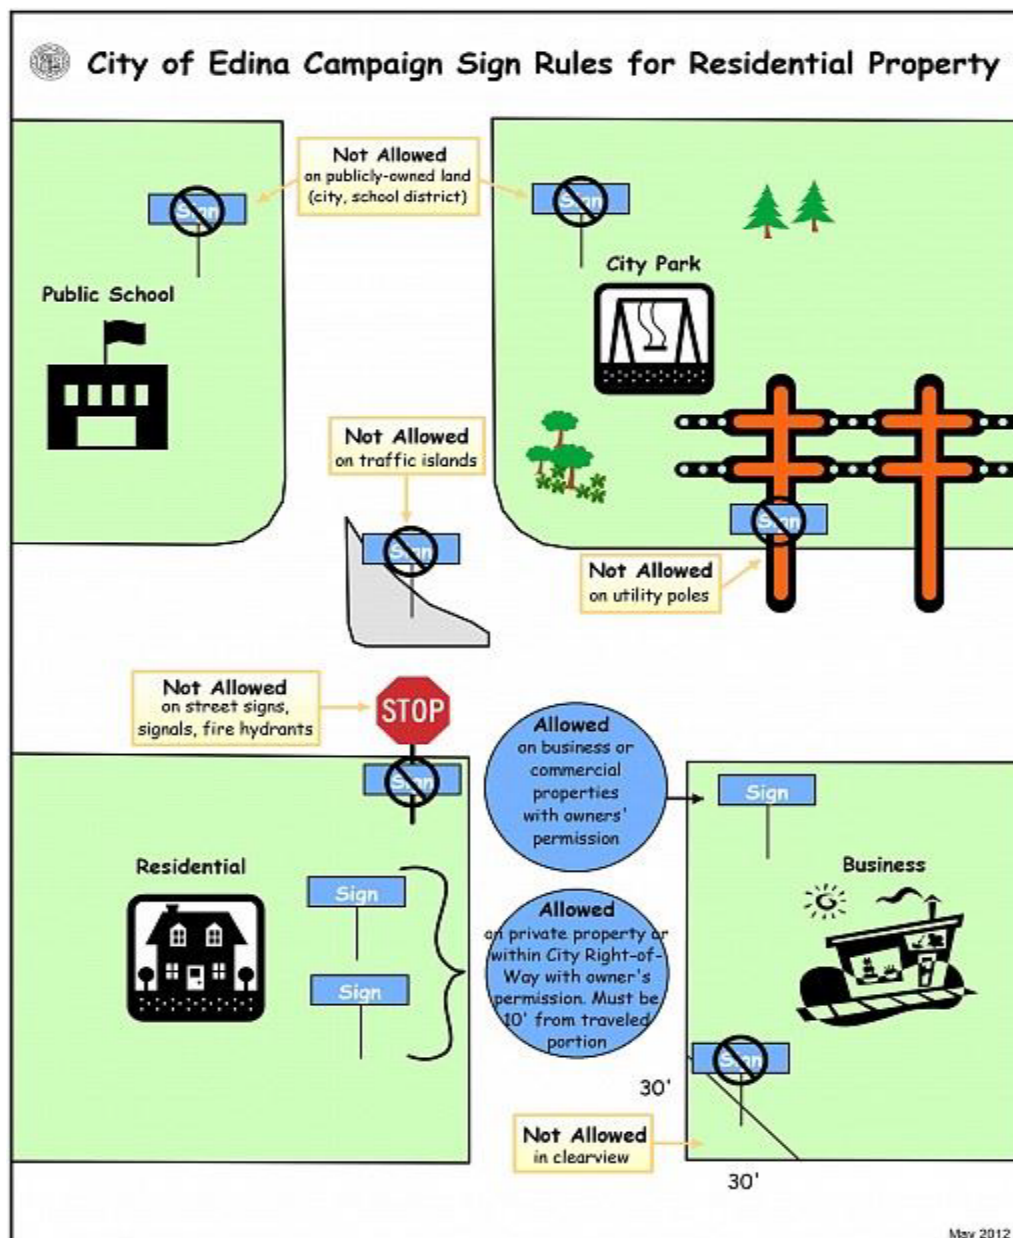 City of Edina Campaign Sign Rules for Residential Property
Not Allowed
on publicly-owned land
(city, school district)
Sign
Sign
City Park
Public School
Not Allowed
on traffic islands
Sign
Sign
Not Allowed
on utility poles
Not Allowed
on street signs,
signals, fire hydrants
STOP
Sign
Allowed
on business or
commercial
properties
with owners'
permission
Sign
Residential
Sign
Sign
Business
Allowed
on private property or
within City Right-of-
Way with owner's
permission. Must be
10' from traveled
portion
Sign
30'
Not Allowed
in clearview
30'
May 2012